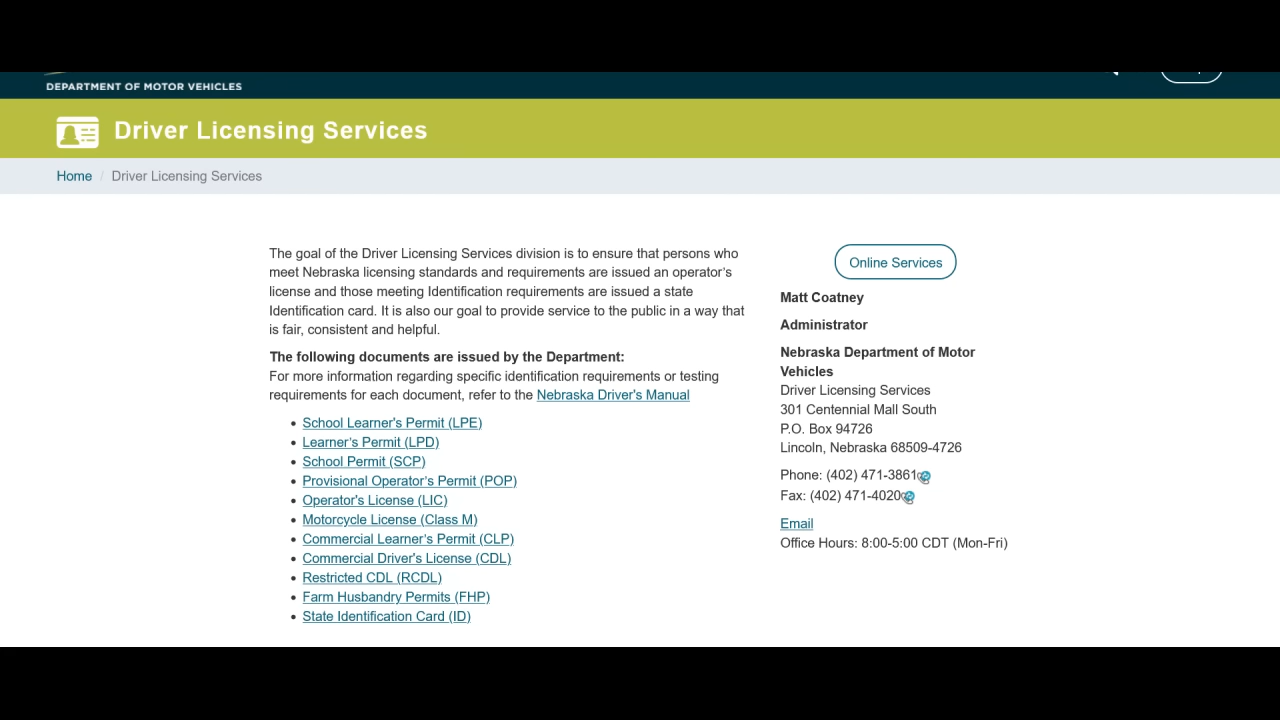 DEPARTMENT OF MOTOR VEHICLES
Driver Licensing Services
Home / Driver Licensing Services
The goal of the Driver Licensing Services division is to ensure that persons who
meet Nebraska licensing standards and requirements are issued an operator's
license and those meeting Identification requirements are issued a state
Identification card. It is also our goal to provide service to the public in a way that
is fair, consistent and helpful.
The following documents are issued by the Department:
For more information regarding specific identification requirements or testing
requirements for each document, refer to the Nebraska Driver's Manual
• School Learner's Permit (LPE)
• Learner's Permit (LPD)
• School Permit (SCP)
• Provisional Operator's Permit (POP)
• Operator's License (LIC)
• Motorcycle License (Class M)
• Commercial Learner's Permit (CLP)
• Commercial Driver's License (CDL)
• Restricted CDL (RCDL)
• Farm Husbandry Permits (FHP)
• State Identification Card (ID)
Online Services
Matt Coatney
Administrator
Nebraska Department of Motor
Vehicles
Driver Licensing Services
301 Centennial Mall South
P.O. Box 94726
Lincoln, Nebraska 68509-4726
Phone: (402) 471-3861
Fax: (402) 471-4020
Email
Office Hours: 8:00-5:00 CDT (Mon-Fri)